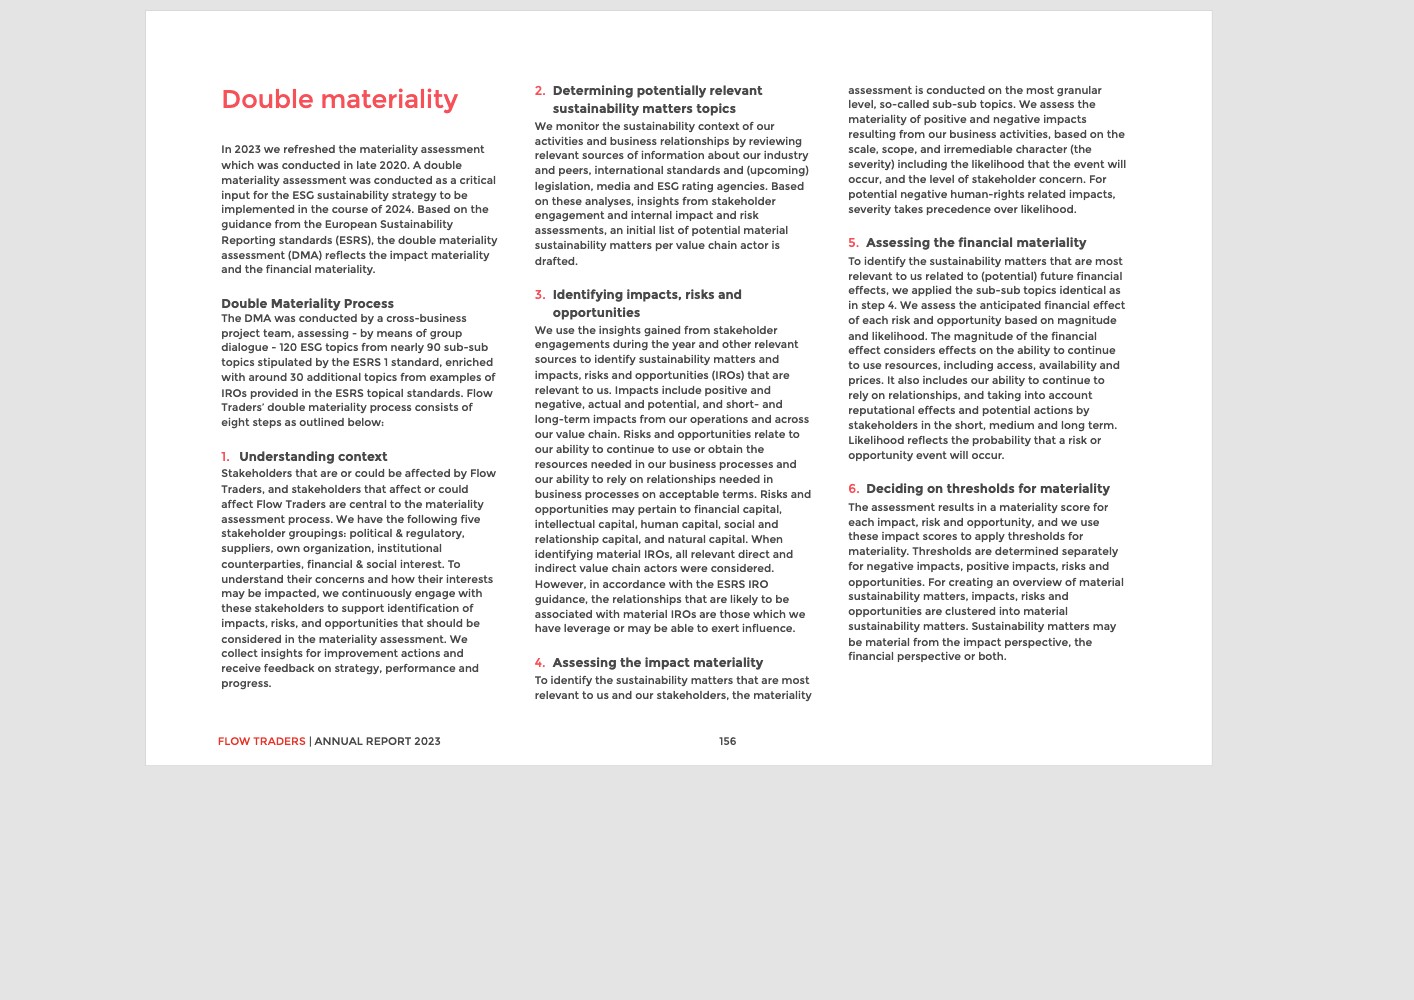 Double materiality
In 2023 we refreshed the materiality assessment
which was conducted in late 2020. A double
materiality assessment was conducted as a critical
input for the ESG sustainability strategy to be
implemented in the course of 2024. Based on the
guidance from the European Sustainability
Reporting standards (ESRS), the double materiality
assessment (DMA) reflects the impact materiality
and the financial materiality.
Double Materiality Process
The DMA was conducted by a cross-business
project team, assessing - by means of group
dialogue - 120 ESG topics from nearly 90 sub-sub
topics stipulated by the ESRS 1 standard, enriched
with around 30 additional topics from examples of
IROs provided in the ESRS topical standards. Flow
Traders' double materiality process consists of
eight steps as outlined below:
1. Understanding context
Stakeholders that are or could be affected by Flow
Traders, and stakeholders that affect or could
affect Flow Traders are central to the materiality
assessment process. We have the following five
stakeholder groupings: political & regulatory,
suppliers, own organization, institutional
counterparties, financial & social interest. To
understand their concerns and how their interests
may be impacted, we continuously engage with
these stakeholders to support identification of
impacts, risks, and opportunities that should be
considered in the materiality assessment. We
collect insights for improvement actions and
receive feedback on strategy, performance and
progress.
2. Determining potentially relevant
sustainability matters topics
We monitor the sustainability context of our
activities and business relationships by reviewing
relevant sources of information about our industry
and peers, international standards and (upcoming)
legislation, media and ESG rating agencies. Based
on these analyses, insights from stakeholder
engagement and internal impact and risk
assessments, an initial list of potential material
sustainability matters per value chain actor is
drafted.
3. Identifying impacts, risks and
opportunities
We use the insights gained from stakeholder
engagements during the year and other relevant
sources to identify sustainability matters and
impacts, risks and opportunities (IROs) that are
relevant to us. Impacts include positive and
negative, actual and potential, and short- and
long-term impacts from our operations and across
our value chain. Risks and opportunities relate to
our ability to continue to use or obtain the
resources needed in our business processes and
our ability to rely on relationships needed in
business processes on acceptable terms. Risks and
opportunities may pertain to financial capital,
intellectual capital, human capital, social and
relationship capital, and natural capital. When
identifying material IROs, all relevant direct and
indirect value chain actors were considered.
However, in accordance with the ESRS IRO
guidance, the relationships that are likely to be
associated with material IROs are those which we
have leverage or may be able to exert influence.
4. Assessing the impact materiality
To identify the sustainability matters that are most
relevant to us and our stakeholders, the materiality
assessment is conducted on the most granular
level, so-called sub-sub topics. We assess the
materiality of positive and negative impacts
resulting from our business activities, based on the
scale, scope, and irremediable character (the
severity) including the likelihood that the event will
occur, and the level of stakeholder concern. For
potential negative human-rights related impacts,
severity takes precedence over likelihood.
5. Assessing the financial materiality
To identify the sustainability matters that are most
relevant to us related to (potential) future financial
effects, we applied the sub-sub topics identical as
in step 4. We assess the anticipated financial effect
of each risk and opportunity based on magnitude
and likelihood. The magnitude of the financial
effect considers effects on the ability to continue
to use resources, including access, availability and
prices. It also includes our ability to continue to
rely on relationships, and taking into account
reputational effects and potential actions by
stakeholders in the short, medium and long term.
Likelihood reflects the probability that a risk or
opportunity event will occur.
6. Deciding on thresholds for materiality
The assessment results in a materiality score for
each impact, risk and opportunity, and we use
these impact scores to apply thresholds for
materiality. Thresholds are determined separately
for negative impacts, positive impacts, risks and
opportunities. For creating an overview of material
sustainability matters, impacts, risks and
opportunities are clustered into material
sustainability matters. Sustainability matters may
be material from the impact perspective, the
financial perspective or both.
FLOW TRADERS | ANNUAL REPORT 2023
156